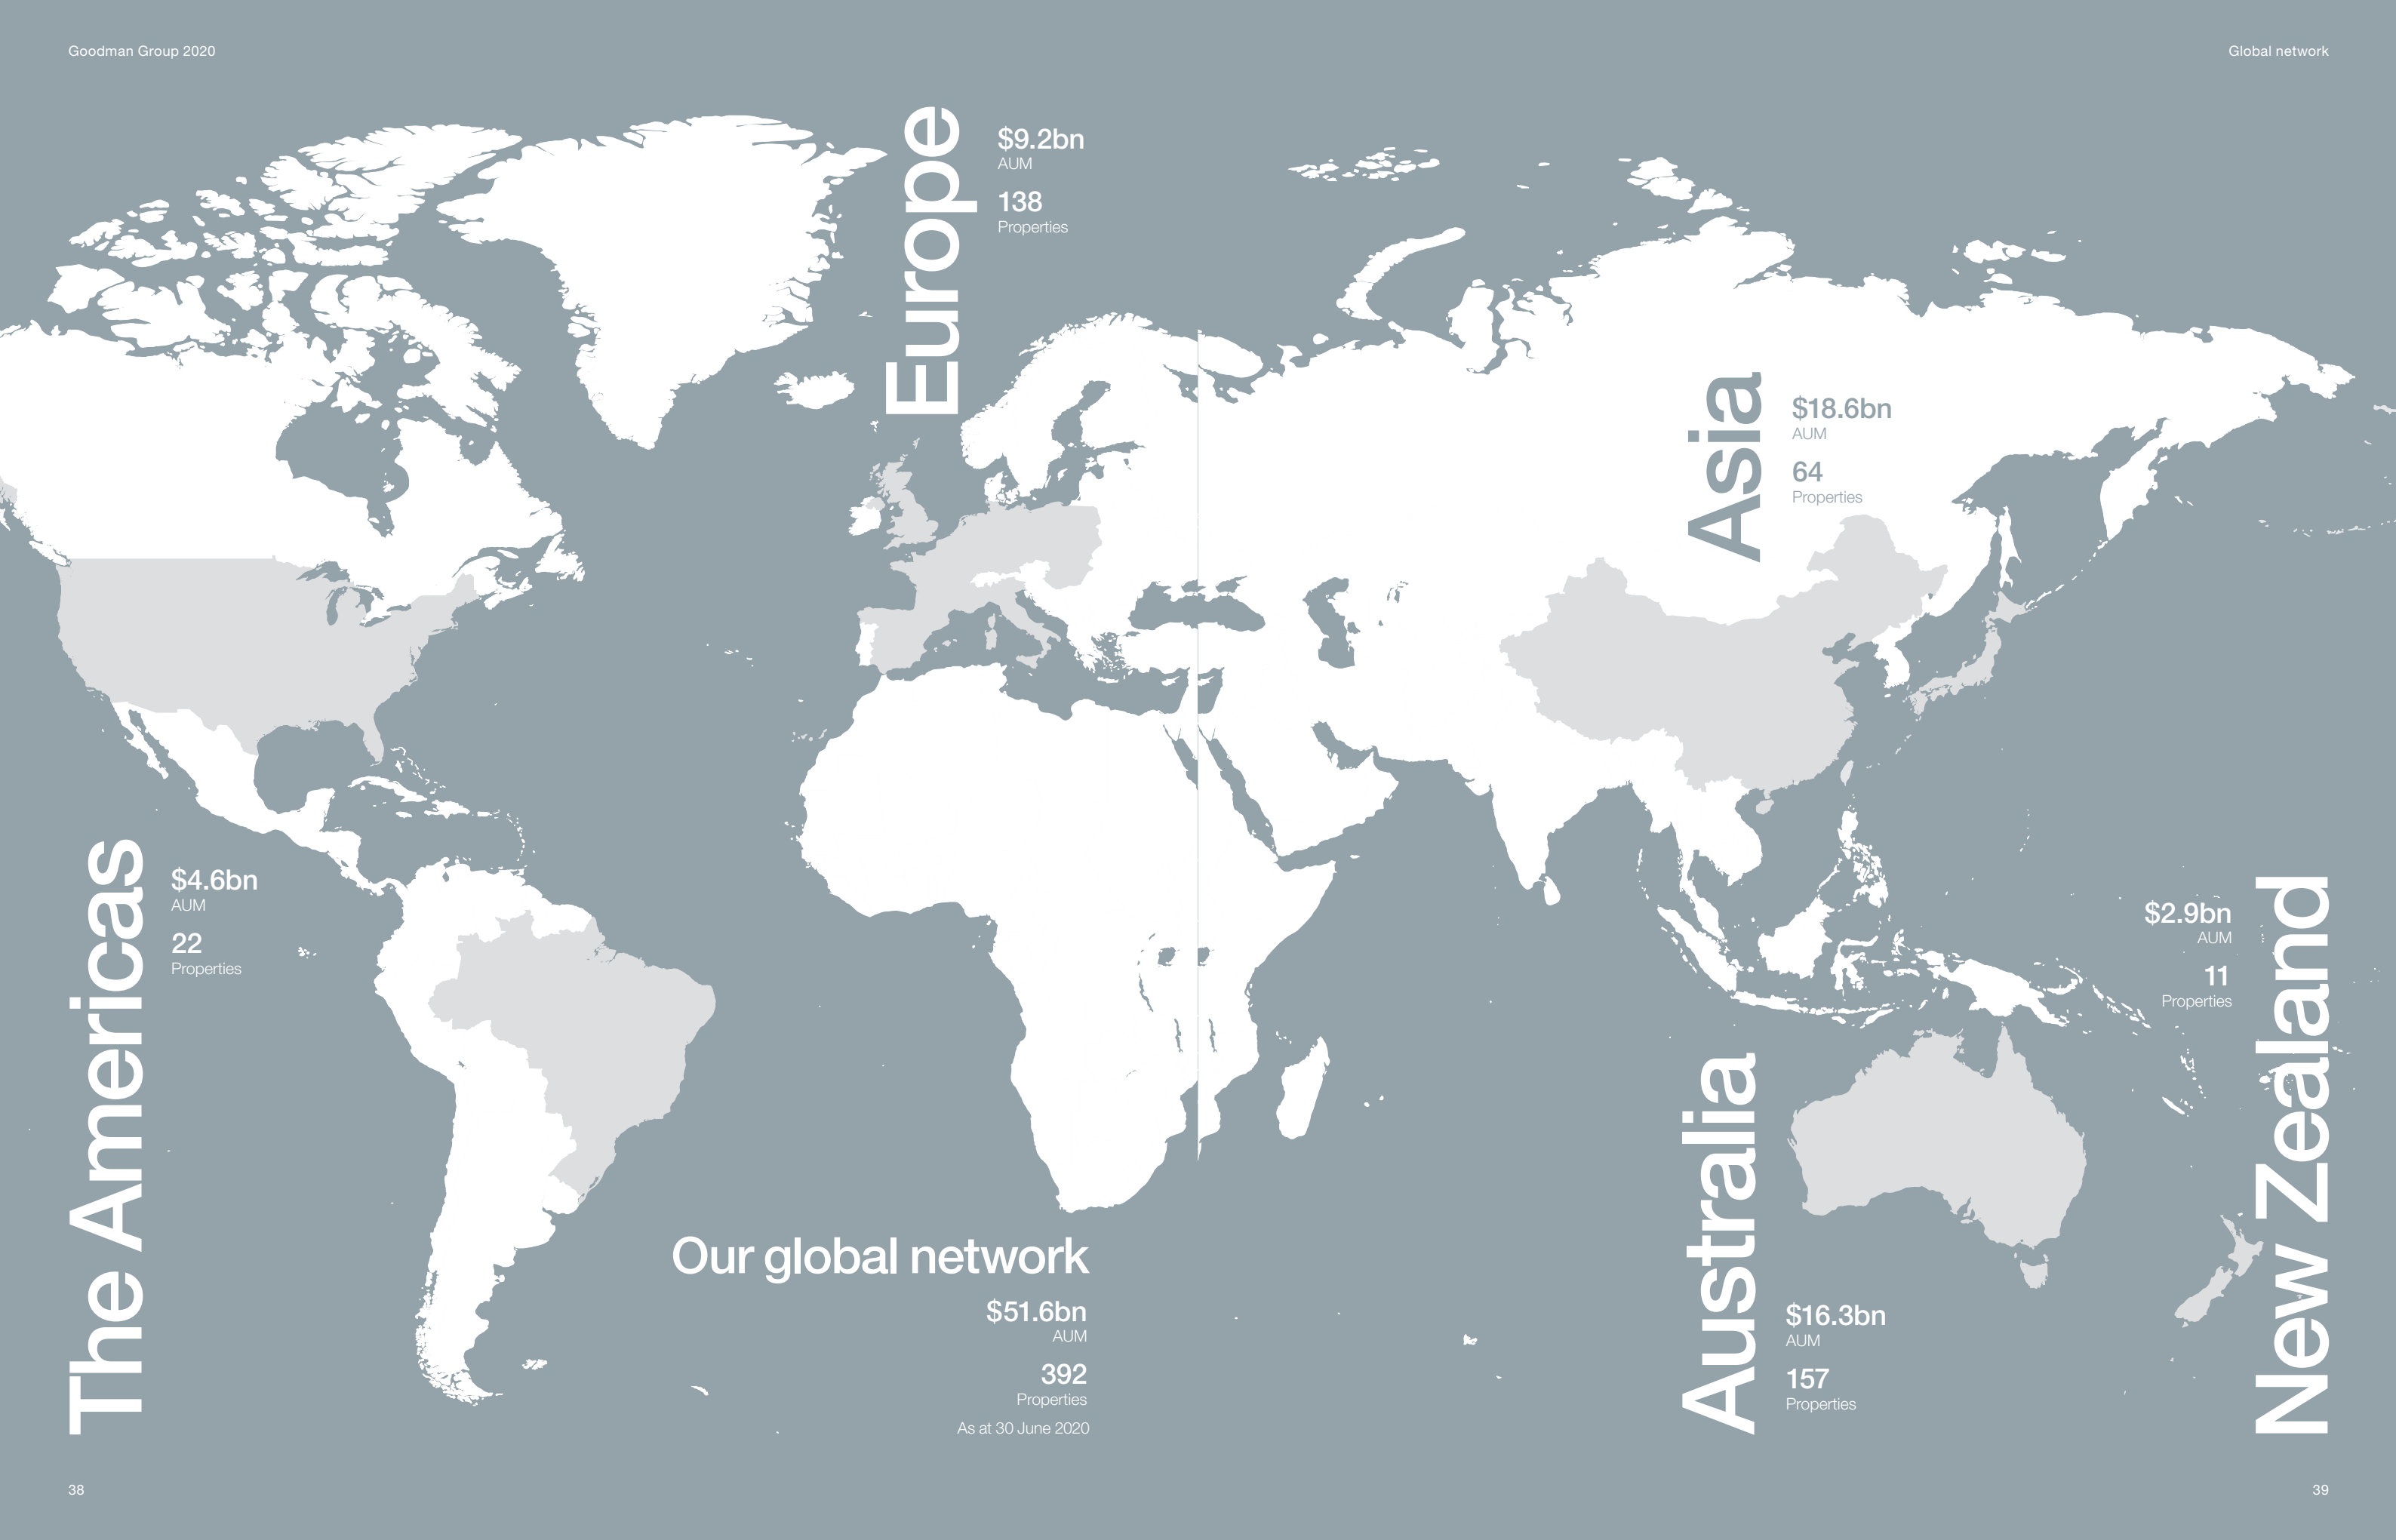 Goodman Group 2020
Global network
Europe
$9.2bn
AUM
138
Properties
Asia
$18.6bn
AUM
64
Properties
The Americas
$4.6bn
AUM
22
Properties
New Zealand
$2.9bn
AUM
11
Properties
Australia
$16.3bn
AUM
157
Properties
Our global network
$51.6bn
AUM
392
Properties
As at 30 June 2020
38
39